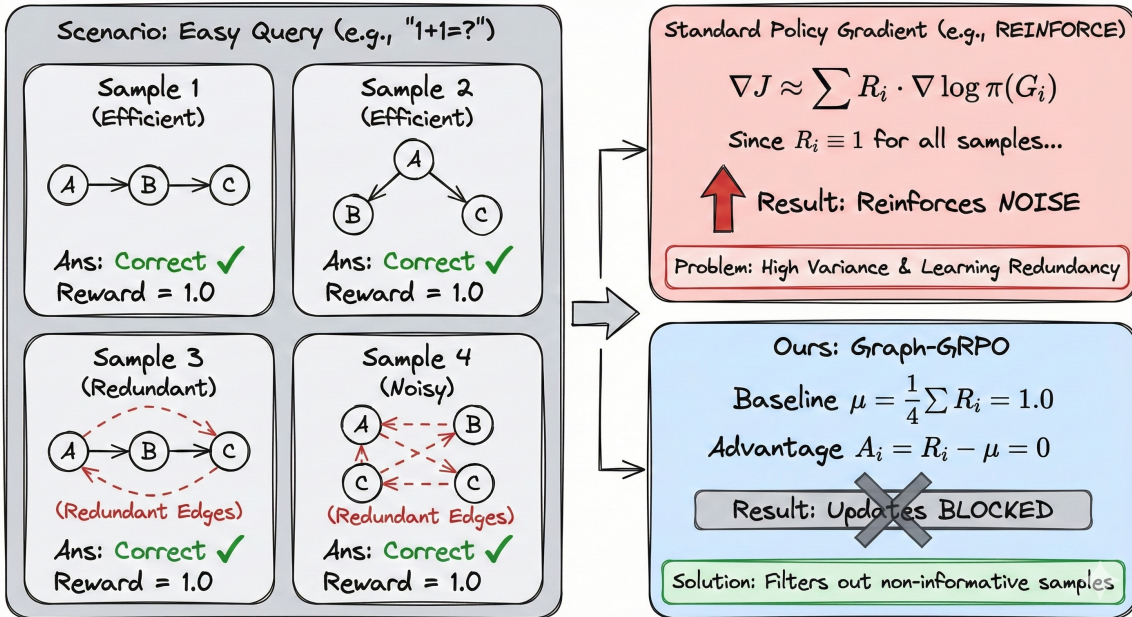 Scenario: Easy Query (e.g., "1+1=?")
Sample 1
(Efficient)
A
B
C
Ans: Correct ✓
Reward = 1.0
Sample 2
(Efficient)
A
B
C
Ans: Correct ✓
Reward = 1.0
Sample 3
(Redundant)
A
B
C
(Redundant Edges)
Ans: Correct ✓
Reward = 1.0
Sample 4
(Noisy)
A
B
C
C
(Redundant Edges)
Ans: Correct ✓
Reward = 1.0
Standard Policy Gradient (e.g., REINFORCE)
∇J ≈ ∑ R_i · ∇ log π(G_i)
Since R_i ≡ 1 for all samples...
Result: Reinforces NOISE
Problem: High Variance & Learning Redundancy
Ours: Graph-GRPO
Baseline μ = 1/4 ∑ R_i = 1.0
Advantage A_i = R_i − μ = 0
Result: Updates BLOCKED
Solution: Filters out non-informative samples